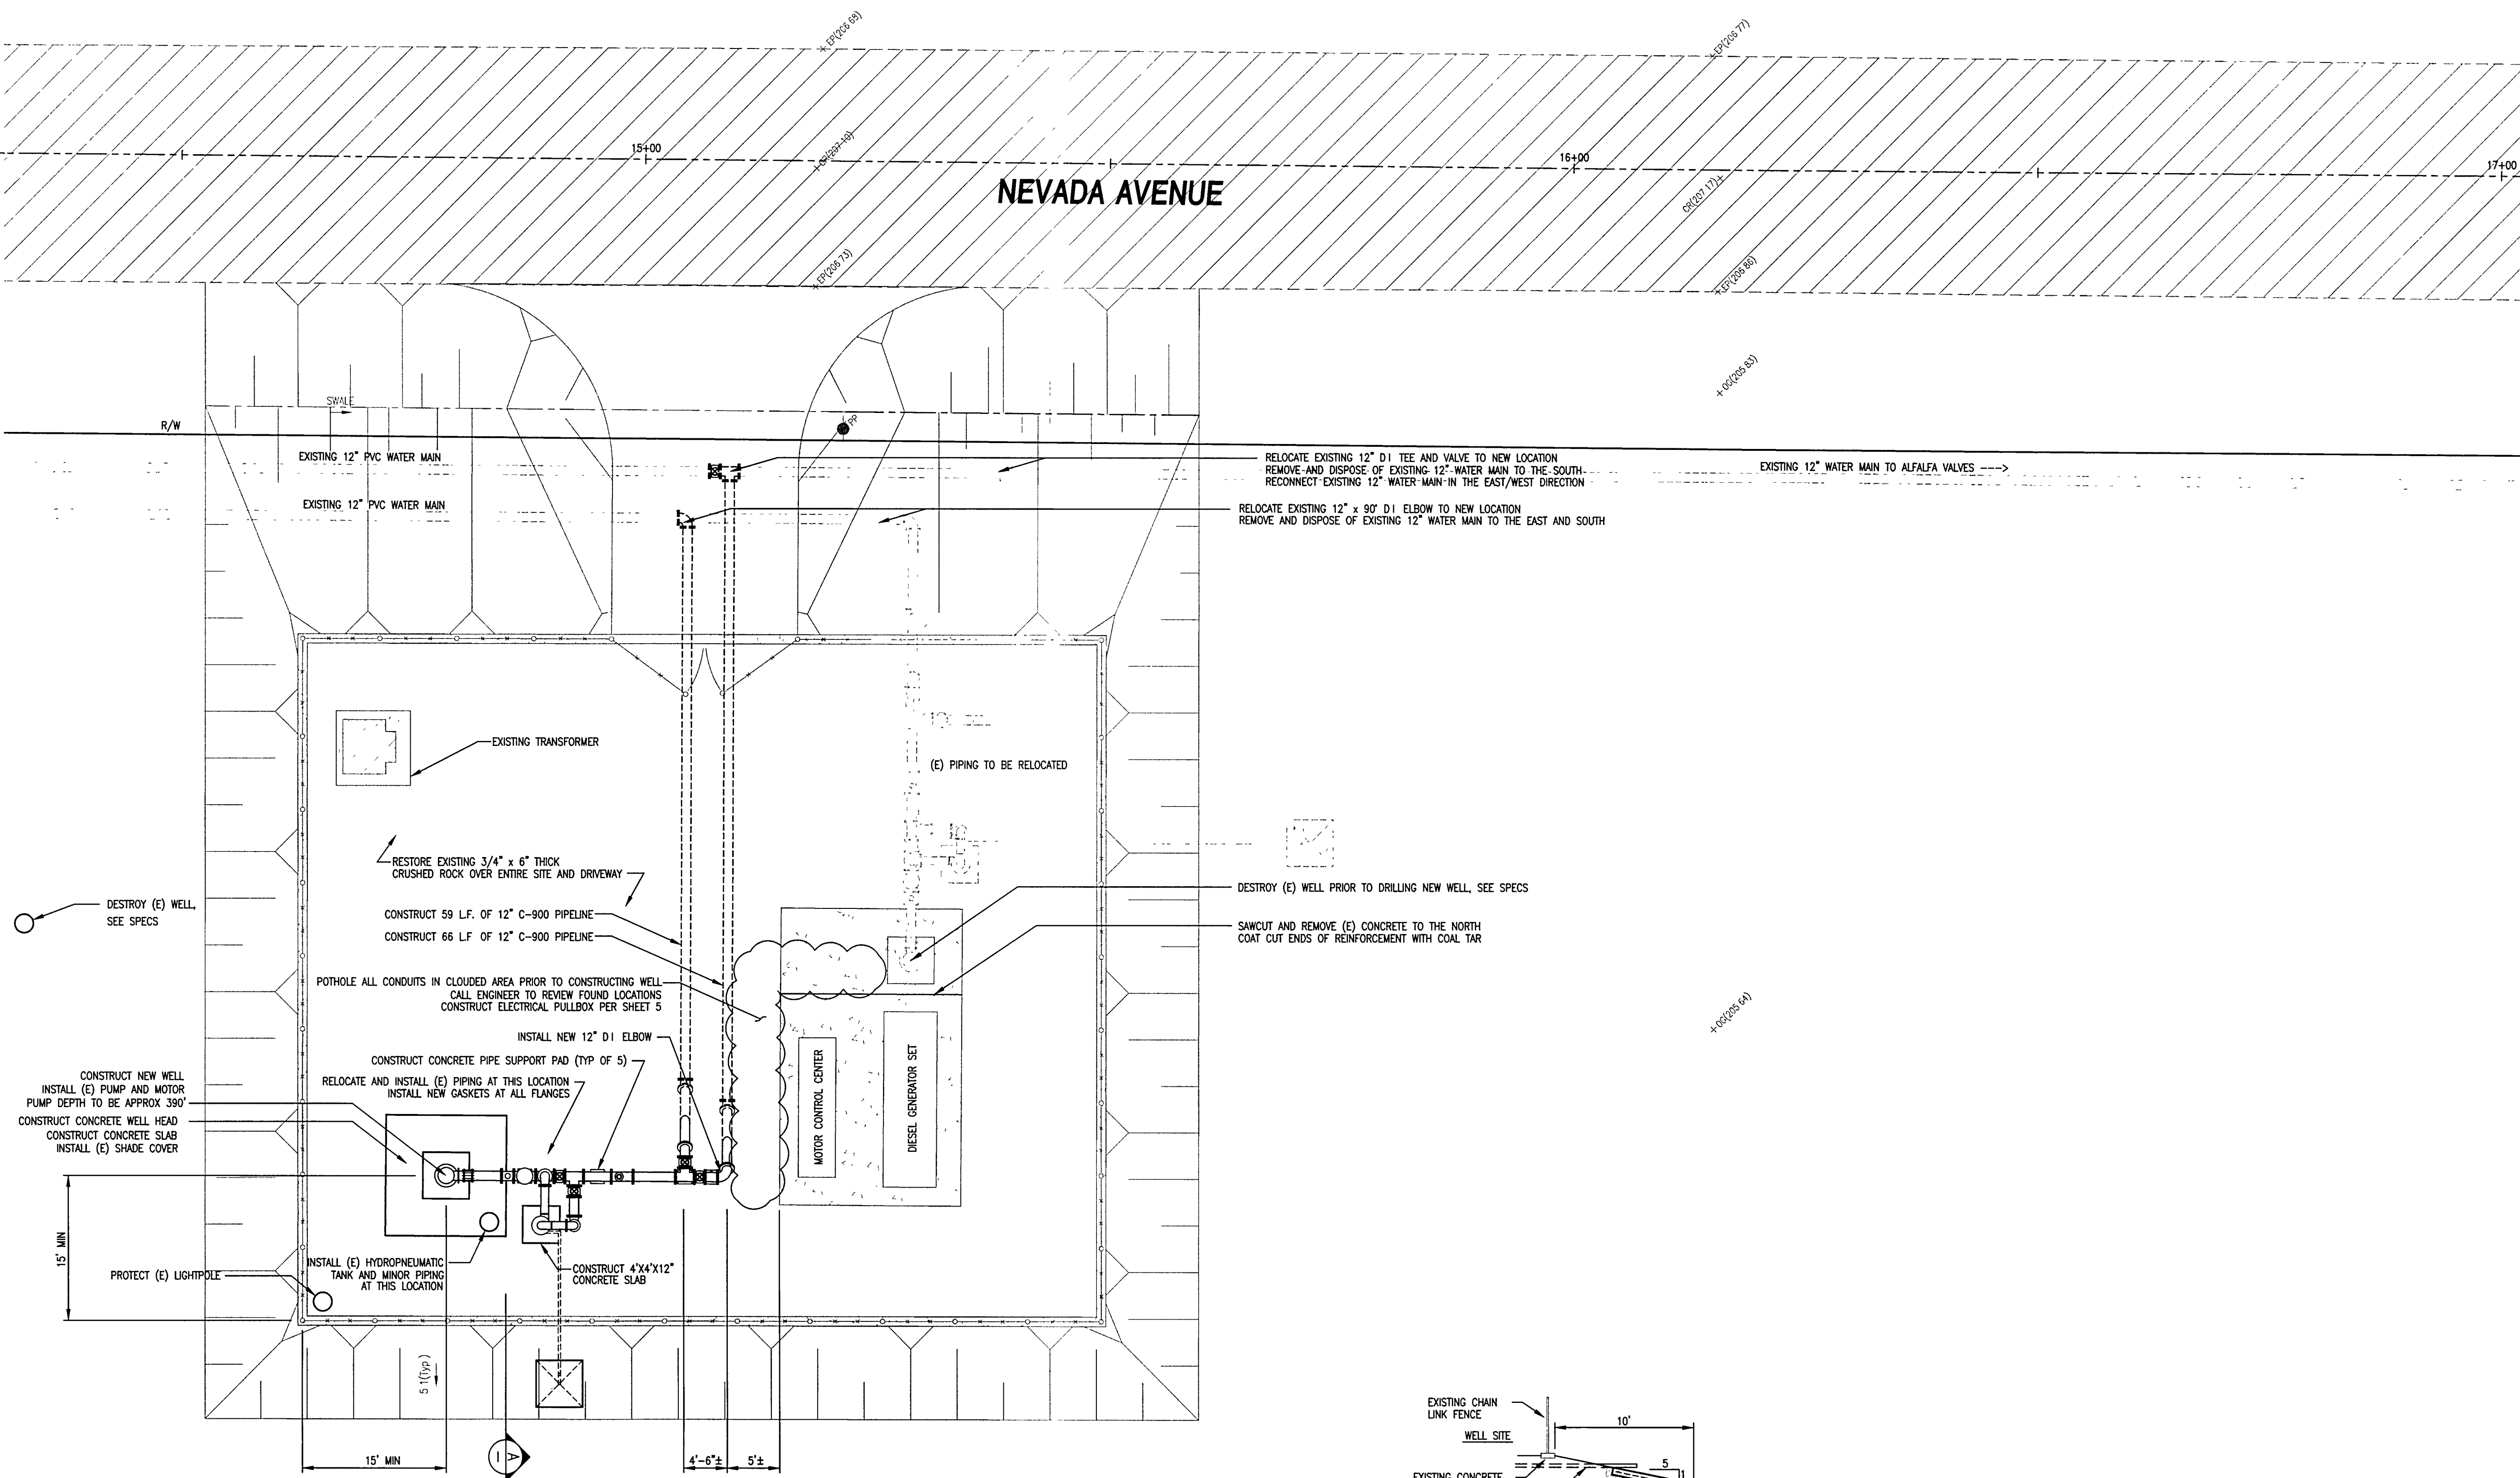 EP(206 69)
EP(206 77)
15+00
CR(207 10)
16+00
17+00
NEVADA AVENUE
CR(207 17)
EP(206 73)
EP(206 86)
OG(205 83)
SWALE
R/W
PP
EXISTING 12" PVC WATER MAIN
RELOCATE EXISTING 12" D I TEE AND VALVE TO NEW LOCATION
REMOVE AND DISPOSE OF EXISTING 12" WATER MAIN TO THE SOUTH
RECONNECT EXISTING 12" WATER MAIN IN THE EAST/WEST DIRECTION
EXISTING 12" WATER MAIN TO ALFALFA VALVES --->
EXISTING 12" PVC WATER MAIN
RELOCATE EXISTING 12" x 90° D I ELBOW TO NEW LOCATION
REMOVE AND DISPOSE OF EXISTING 12" WATER MAIN TO THE EAST AND SOUTH
EXISTING TRANSFORMER
(E) PIPING TO BE RELOCATED
RESTORE EXISTING 3/4" x 6" THICK
CRUSHED ROCK OVER ENTIRE SITE AND DRIVEWAY
DESTROY (E) WELL PRIOR TO DRILLING NEW WELL, SEE SPECS
DESTROY (E) WELL,
SEE SPECS
CONSTRUCT 59 L.F. OF 12" C-900 PIPELINE
CONSTRUCT 66 L.F OF 12" C-900 PIPELINE
SAWCUT AND REMOVE (E) CONCRETE TO THE NORTH
COAT CUT ENDS OF REINFORCEMENT WITH COAL TAR
POTHOLE ALL CONDUITS IN CLOUDED AREA PRIOR TO CONSTRUCTING WELL
CALL ENGINEER TO REVIEW FOUND LOCATIONS
CONSTRUCT ELECTRICAL PULLBOX PER SHEET 5
OG(205 64)
INSTALL NEW 12" D I ELBOW
CONSTRUCT CONCRETE PIPE SUPPORT PAD (TYP OF 5)
RELOCATE AND INSTALL (E) PIPING AT THIS LOCATION
INSTALL NEW GASKETS AT ALL FLANGES
MOTOR CONTROL CENTER
DIESEL GENERATOR SET
CONSTRUCT NEW WELL
INSTALL (E) PUMP AND MOTOR
PUMP DEPTH TO BE APPROX 390'
CONSTRUCT CONCRETE WELL HEAD
CONSTRUCT CONCRETE SLAB
INSTALL (E) SHADE COVER
15' MIN
PROTECT (E) LIGHTPOLE
INSTALL (E) HYDROPNEUMATIC
TANK AND MINOR PIPING
AT THIS LOCATION
CONSTRUCT 4'X4'X12"
CONCRETE SLAB
5 1(Typ )
15' MIN
A
1
4'-6"±
5'±
EXISTING CHAIN
LINK FENCE
10'
WELL SITE
5
1
EXISTING CONCRETE